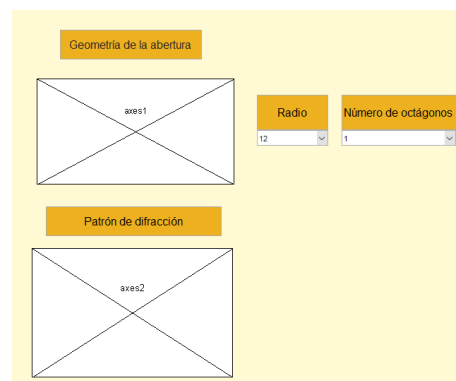 Geometría de la abertura
axes1
Radio
Número de octágonos
12
1
Patrón de difracción
axes2